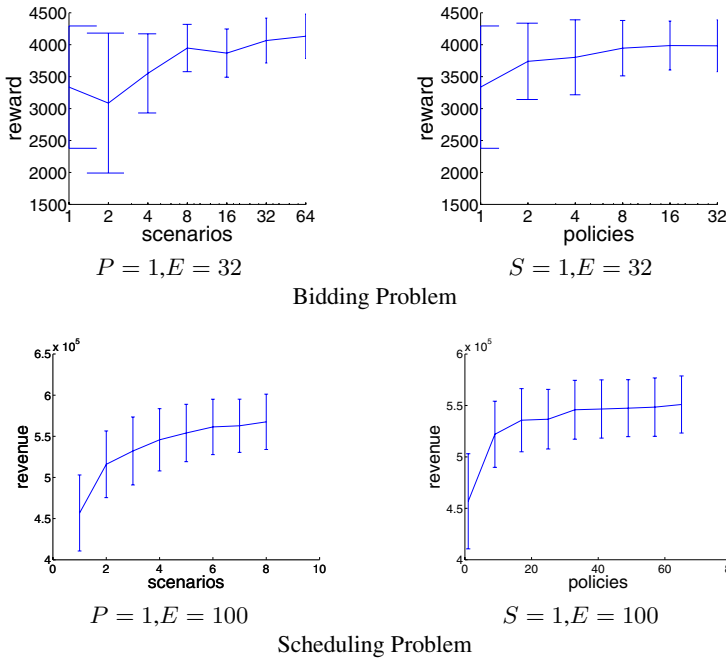 4500
4000
3500
3000
2500
2000
1500
reward
1 2 4 8 16 32 64
scenarios
P = 1,E = 32
4500
4000
3500
3000
2500
2000
1500
reward
1 2 4 8 16 32
policies
S = 1,E = 32
Bidding Problem
x 10^5
6.5
6
5.5
5
4.5
4
revenue
0 2 4 6 8 10
scenarios
P = 1,E = 100
x 10^5
6
5.5
5
4.5
4
revenue
0 20 40 60 80
policies
S = 1,E = 100
Scheduling Problem